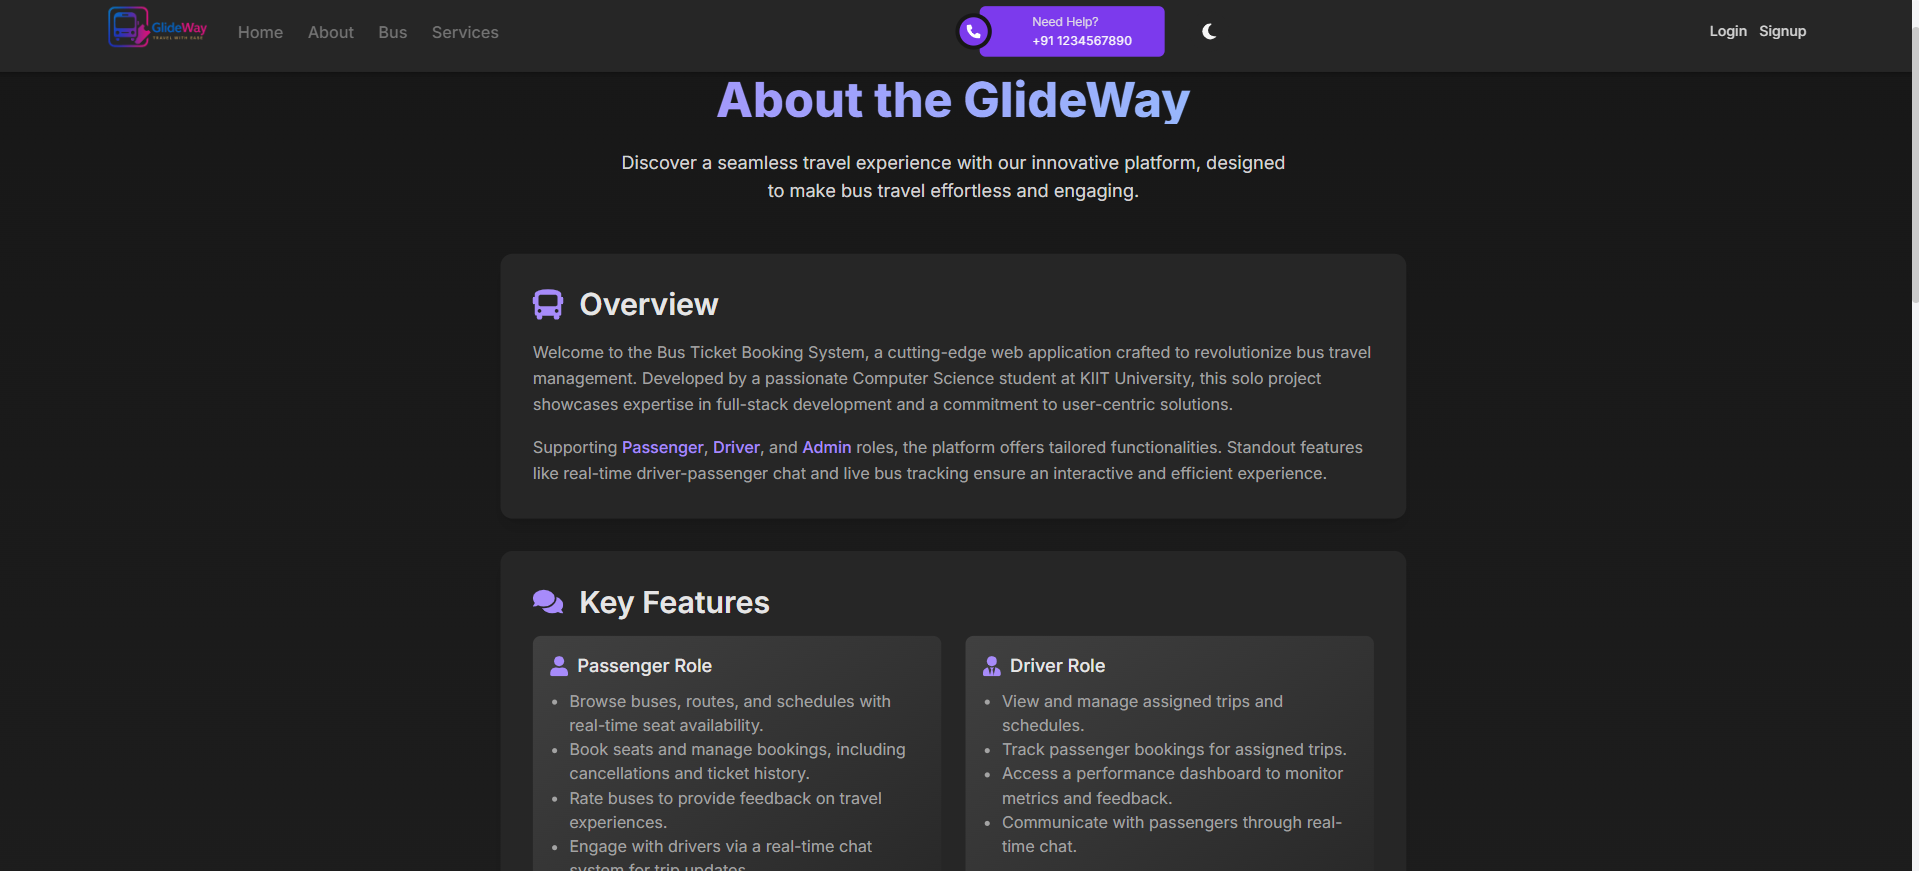 GlideWay
TRAVEL WITH EASE
Home
About
Bus
Services
Need Help?
+91 1234567890
Login
Signup
About the GlideWay
Discover a seamless travel experience with our innovative platform, designed
to make bus travel effortless and engaging.
Overview
Welcome to the Bus Ticket Booking System, a cutting-edge web application crafted to revolutionize bus travel
management. Developed by a passionate Computer Science student at KIIT University, this solo project
showcases expertise in full-stack development and a commitment to user-centric solutions.
Supporting Passenger, Driver, and Admin roles, the platform offers tailored functionalities. Standout features
like real-time driver-passenger chat and live bus tracking ensure an interactive and efficient experience.
Key Features
Passenger Role
• Browse buses, routes, and schedules with
real-time seat availability.
• Book seats and manage bookings, including
cancellations and ticket history.
• Rate buses to provide feedback on travel
experiences.
• Engage with drivers via a real-time chat
system for trip updates.
Driver Role
• View and manage assigned trips and
schedules.
• Track passenger bookings for assigned trips.
• Access a performance dashboard to monitor
metrics and feedback.
• Communicate with passengers through real-
time chat.